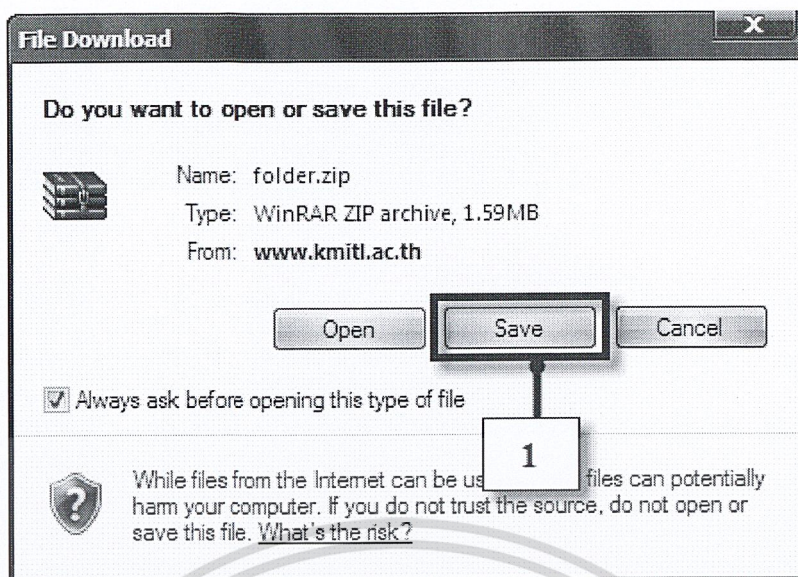 File Download
X
Do you want to open or save this file?
Name: folder.zip
Type: WinRAR ZIP archive, 1.59MB
From: www.kmitl.ac.th
Open Save Cancel
Always ask before opening this type of file
1
While files from the Internet can be us files can potentially
harm your computer. If you do not trust the source, do not open or
save this file. What's the risk?